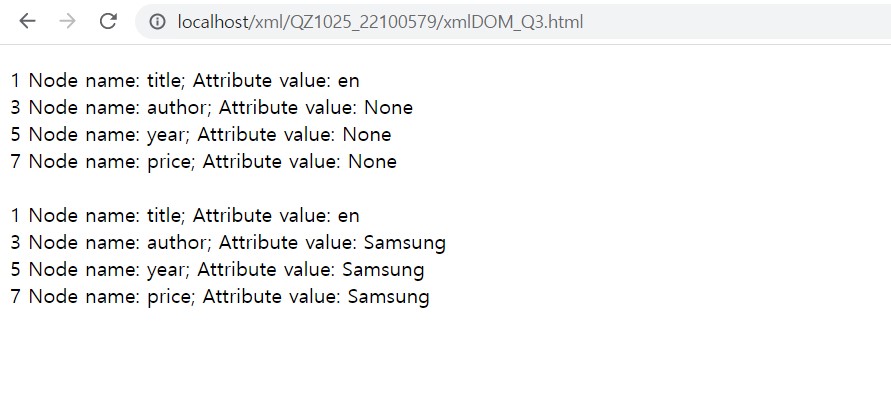 localhost/xml/QZ1025_22100579/xmlDOM_Q3.html
1 Node name: title; Attribute value: en
3 Node name: author; Attribute value: None
5 Node name: year; Attribute value: None
7 Node name: price; Attribute value: None
1 Node name: title; Attribute value: en
3 Node name: author; Attribute value: Samsung
5 Node name: year; Attribute value: Samsung
7 Node name: price; Attribute value: Samsung